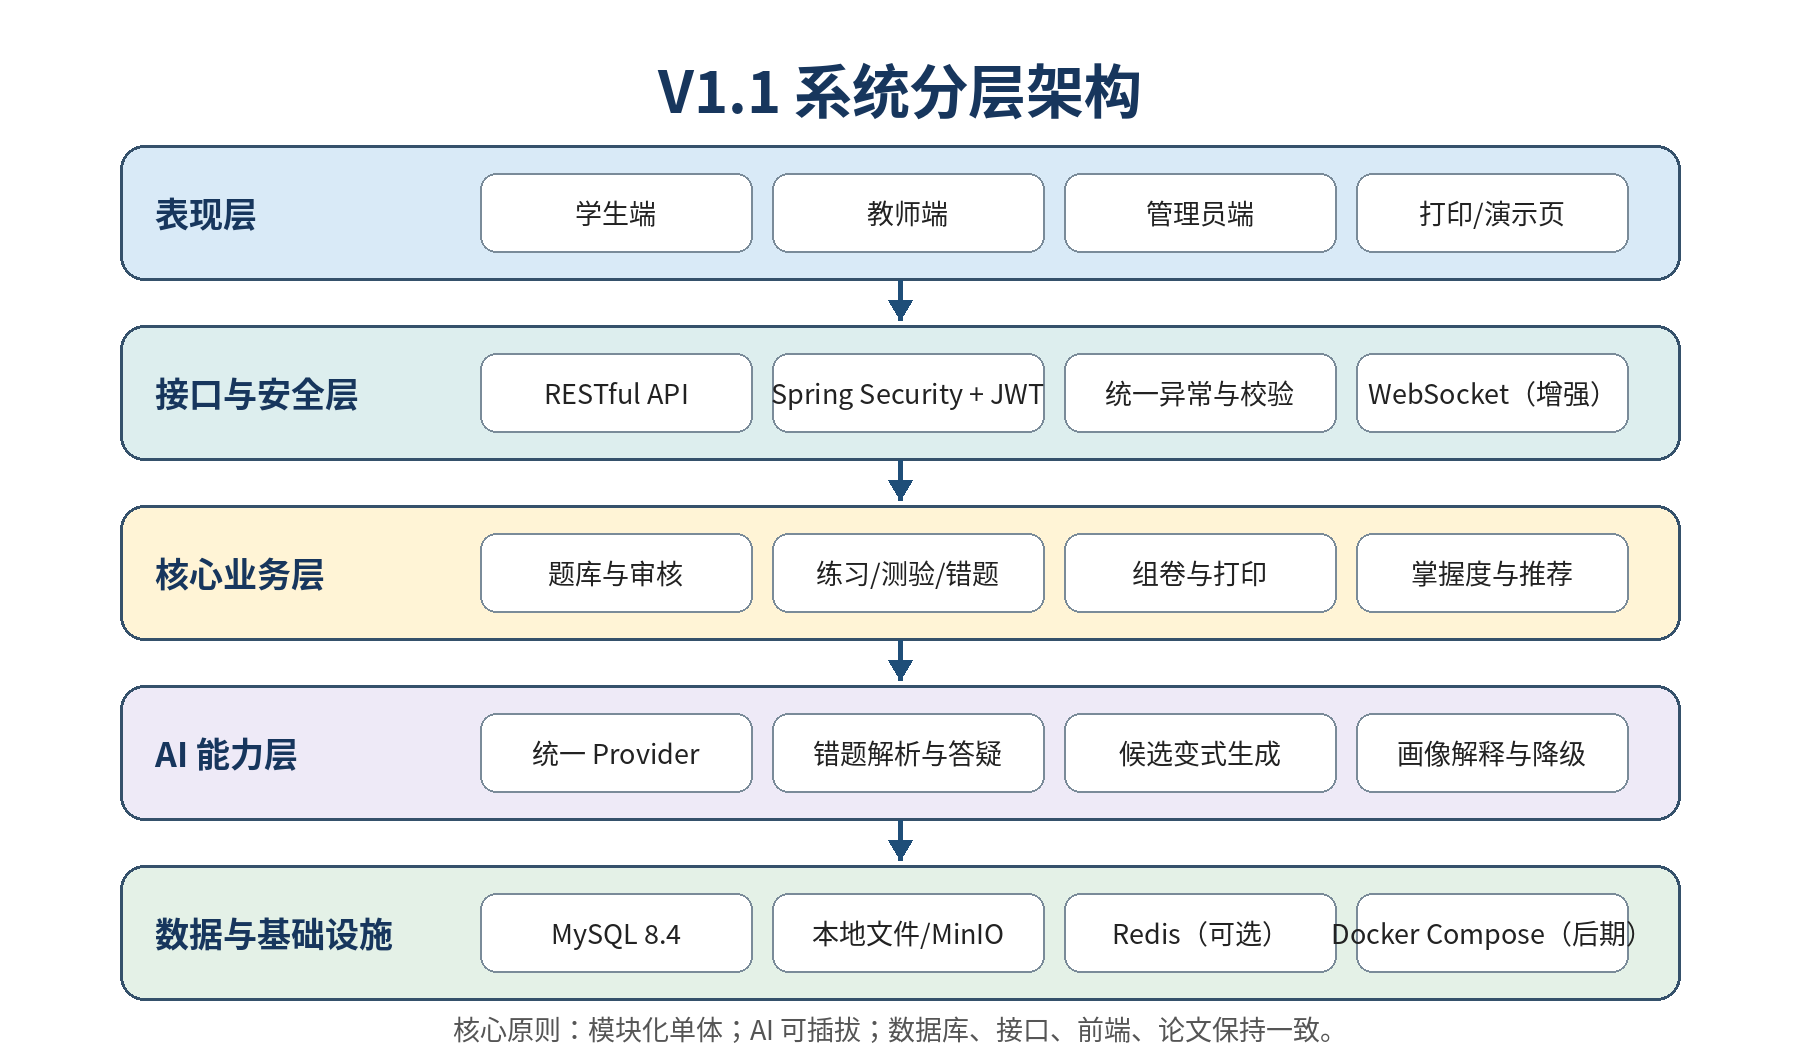 V1.1 系统分层架构
表现层
学生端
教师端
管理员端
打印/演示页
接口与安全层
RESTful API
Spring Security + JWT
统一异常与校验
WebSocket（增强）
核心业务层
题库与审核
练习/测验/错题
组卷与打印
掌握度与推荐
AI 能力层
统一 Provider
错题解析与答疑
候选变式生成
画像解释与降级
数据与基础设施
MySQL 8.4
本地文件/MinIO
Redis（可选）
Docker Compose（后期）
核心原则：模块化单体；AI 可插拔；数据库、接口、前端、论文保持一致。